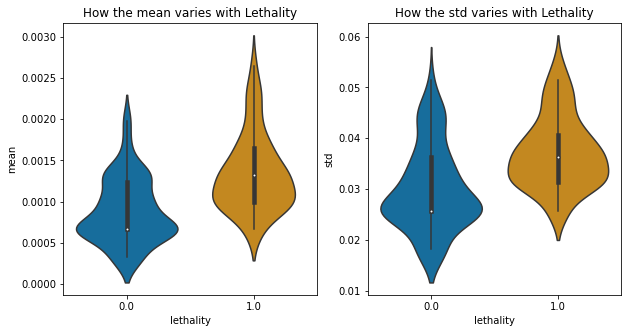 How the mean varies with Lethality
mean
0.0030
0.0025
0.0020
0.0015
0.0010
0.0005
0.0000
0.0
1.0
lethality
How the std varies with Lethality
std
0.06
0.05
0.04
0.03
0.02
0.01
0.0
1.0
lethality